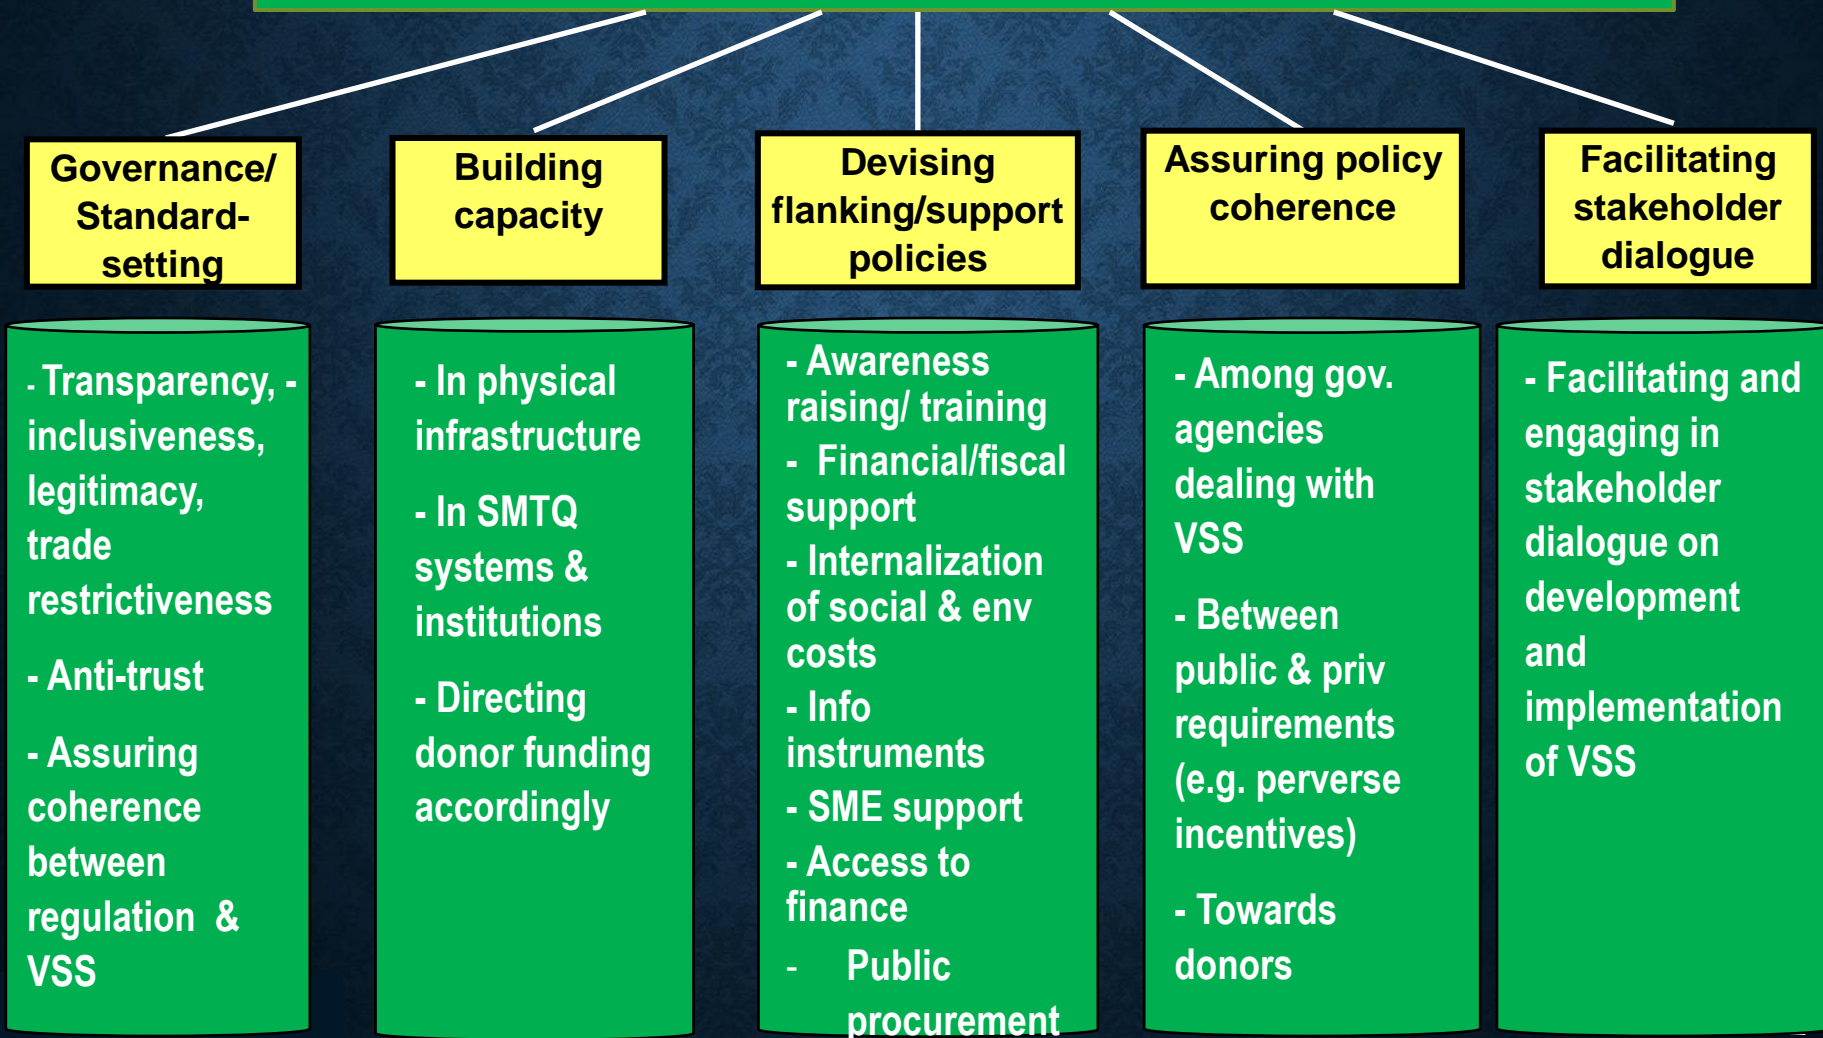 Governance/
Standard-
setting
Building
capacity
Devising
flanking/support
policies
Assuring policy
coherence
Facilitating
stakeholder
dialogue
- Transparency, -
inclusiveness,
legitimacy,
trade
restrictiveness
- Anti-trust
- Assuring
coherence
between
regulation &
VSS
- In physical
infrastructure
- In SMTQ
systems &
institutions
- Directing
donor funding
accordingly
- Awareness
raising/ training
- Financial/fiscal
support
- Internalization
of social & env
costs
- Info
instruments
- SME support
- Access to
finance
- Public
procurement
- Among gov.
agencies
dealing with
VSS
- Between
public & priv
requirements
(e.g. perverse
incentives)
- Towards
donors
- Facilitating and
engaging in
stakeholder
dialogue on
development
and
implementation
of VSS